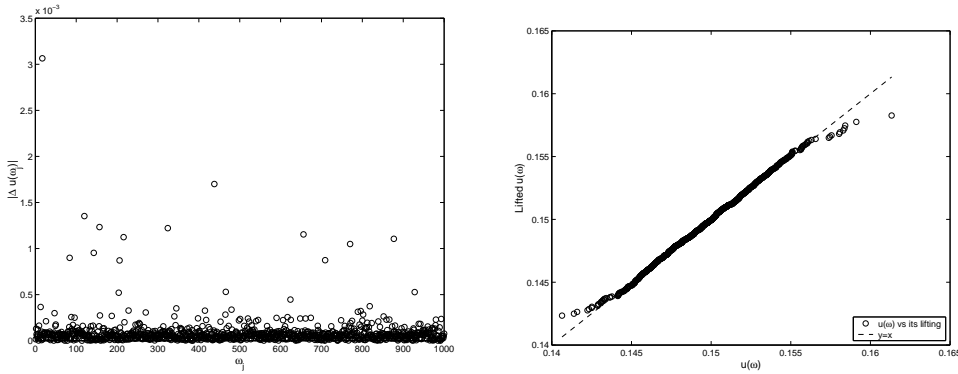 x 10⁻³
3.5
3
2.5
2
1.5
1
0.5
0
0 100 200 300 400 500 600 700 800 900 1000
|Δ u(ω_j)|
ω_j
0.165
0.16
0.155
0.15
0.145
0.14
0.14 0.145 0.15 0.155 0.16 0.165
Lifted u(ω)
u(ω)
u(ω) vs its lifting
y=x